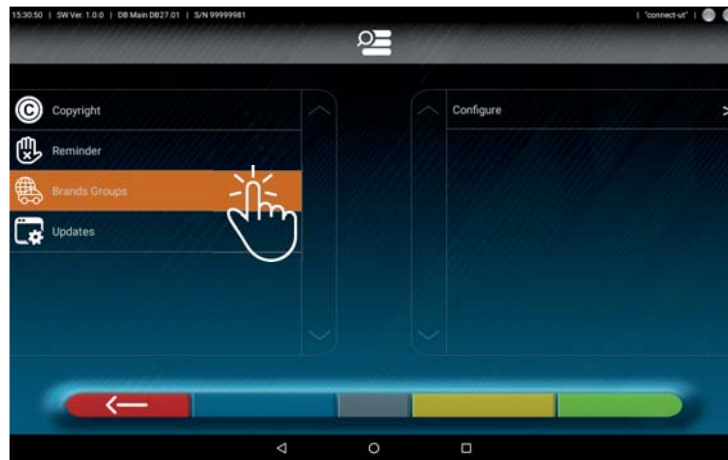 15:30:50 | SW Ver. 1.0.0 | DB Main DB27.01 | S/N 99999981
| "connect-ut" |
Copyright
Configure
Reminder
Brands Groups
Updates